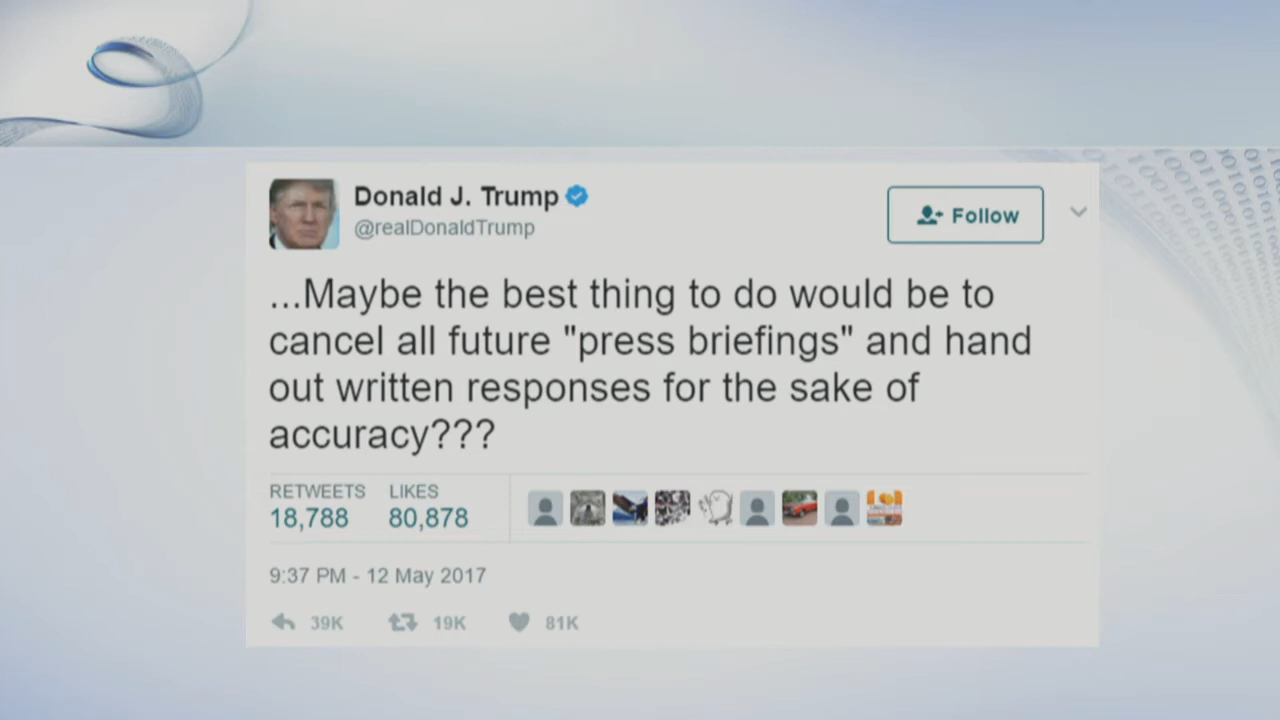 Donald J. Trump
@realDonaldTrump
Follow
...Maybe the best thing to do would be to
cancel all future "press briefings" and hand
out written responses for the sake of
accuracy???
RETWEETS LIKES
18,788 80,878
9:37 PM - 12 May 2017
39K 19K 81K